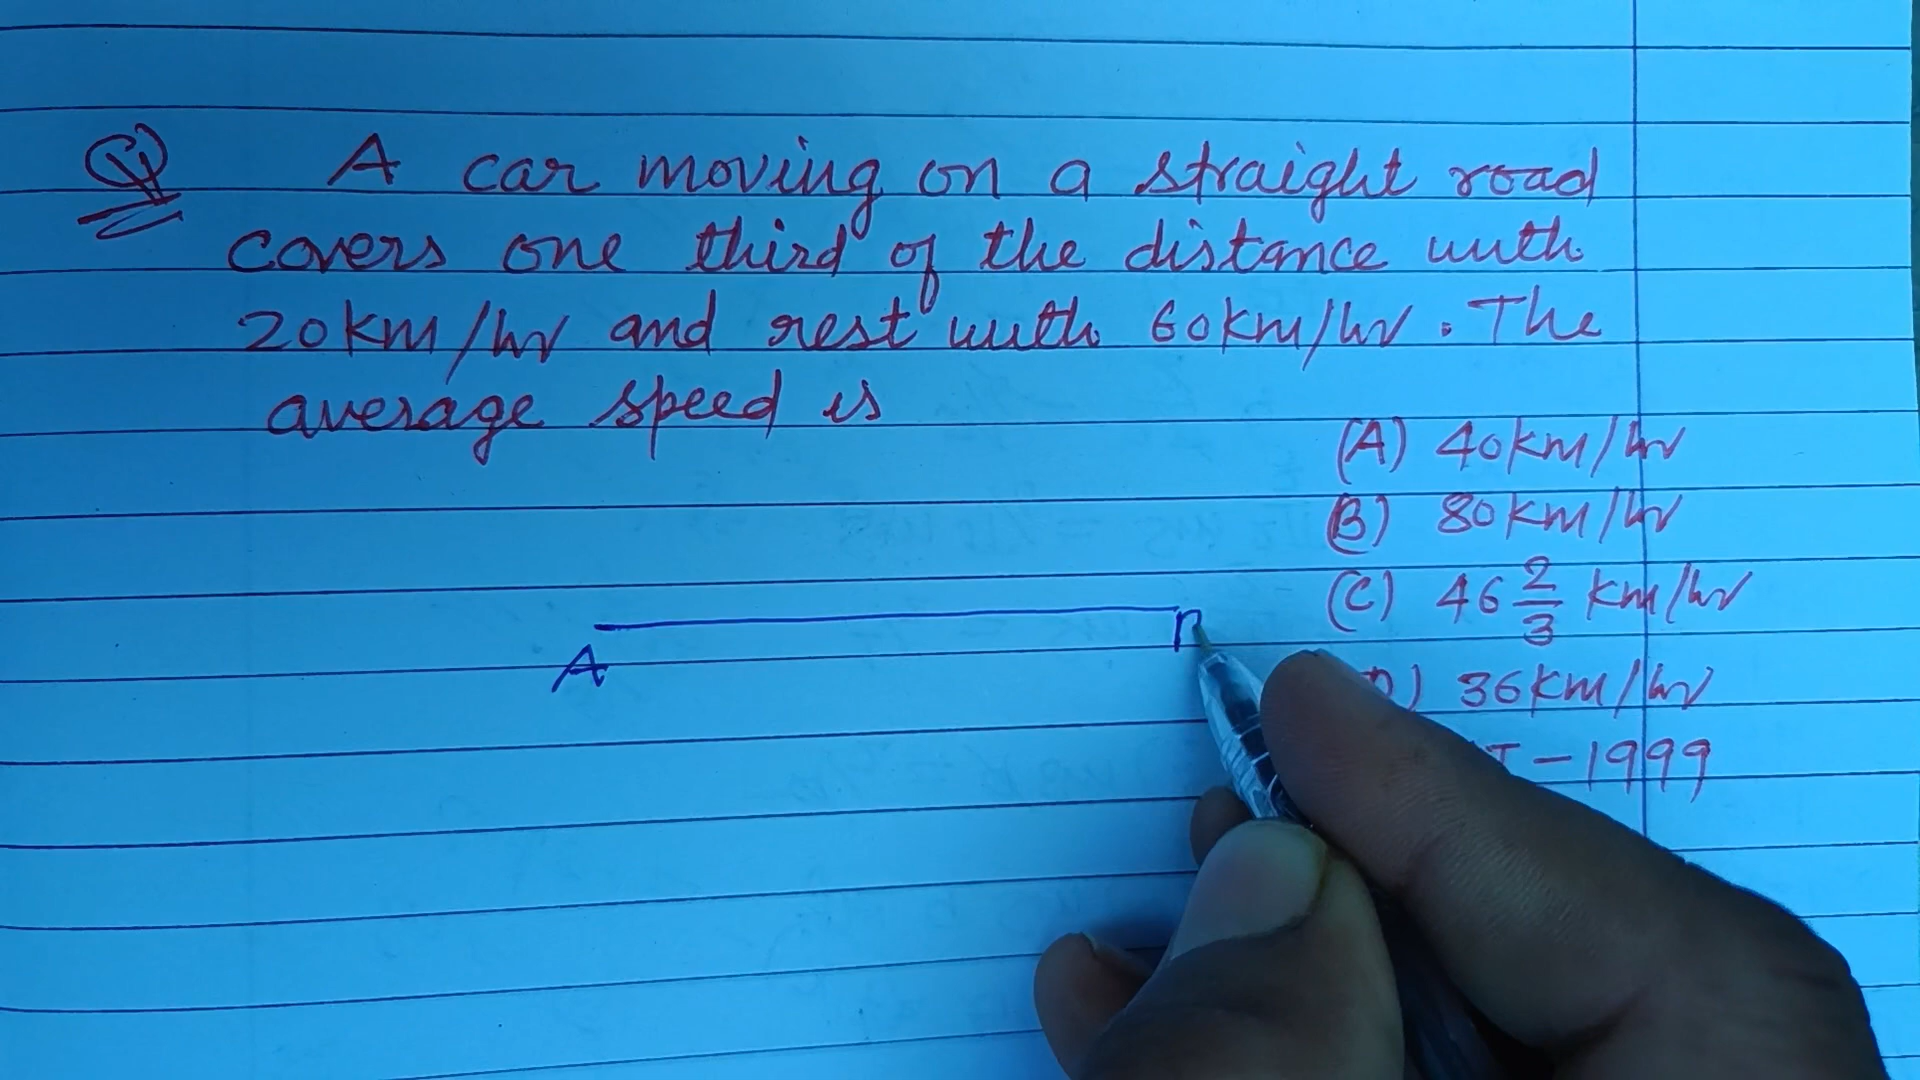 Q A car moving on a straight road
covers one third of the distance with
20km/hr and rest with 60km/hr. The
average speed is
(A) 40km/hr
(B) 80km/hr
(C) 46 2/3 km/hr
D) 36km/hr
-1999
A